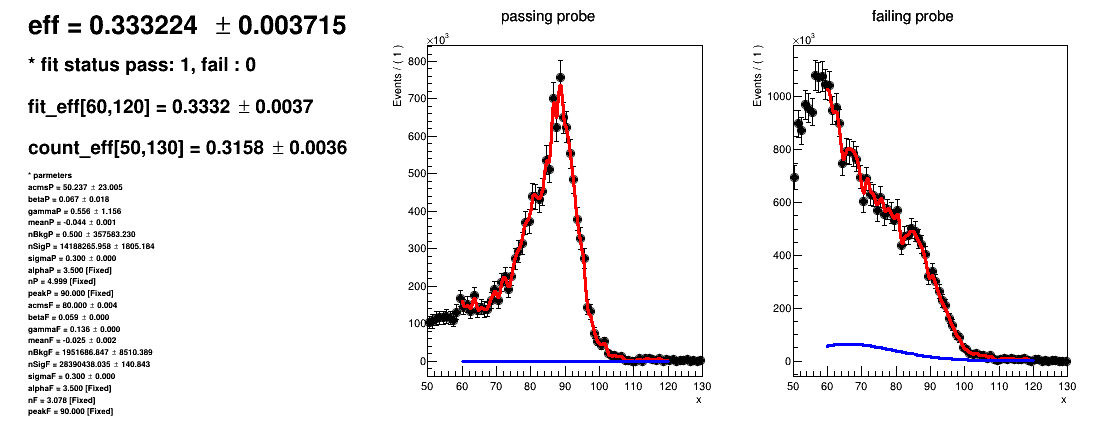 eff = 0.333224 ± 0.003715
* fit status pass: 1, fail : 0
fit_eff[60,120] = 0.3332 ± 0.0037
count_eff[50,130] = 0.3158 ± 0.0036
* parmeters
acmsP = 50.237 ± 23.005
betaP = 0.067 ± 0.018
gammaP = 0.556 ± 1.156
meanP = -0.044 ± 0.001
nBkgP = 0.500 ± 357583.230
nSigP = 14188265.958 ± 1805.184
sigmaP = 0.300 ± 0.000
alphaP = 3.500 [Fixed]
nP = 4.999 [Fixed]
peakP = 90.000 [Fixed]
acmsF = 80.000 ± 0.004
betaF = 0.059 ± 0.000
gammaF = 0.136 ± 0.000
meanF = -0.025 ± 0.002
nBkgF = 1951686.847 ± 8510.389
nSigF = 28390438.035 ± 140.843
sigmaF = 0.300 ± 0.000
alphaF = 3.500 [Fixed]
nF = 3.078 [Fixed]
peakF = 90.000 [Fixed]
passing probe
×10³
Events / ( 1 )
800
700
600
500
400
300
200
100
0
50 60 70 80 90 100 110 120 130
x
failing probe
×10³
Events / ( 1 )
1000
800
600
400
200
0
50 60 70 80 90 100 110 120 130
x